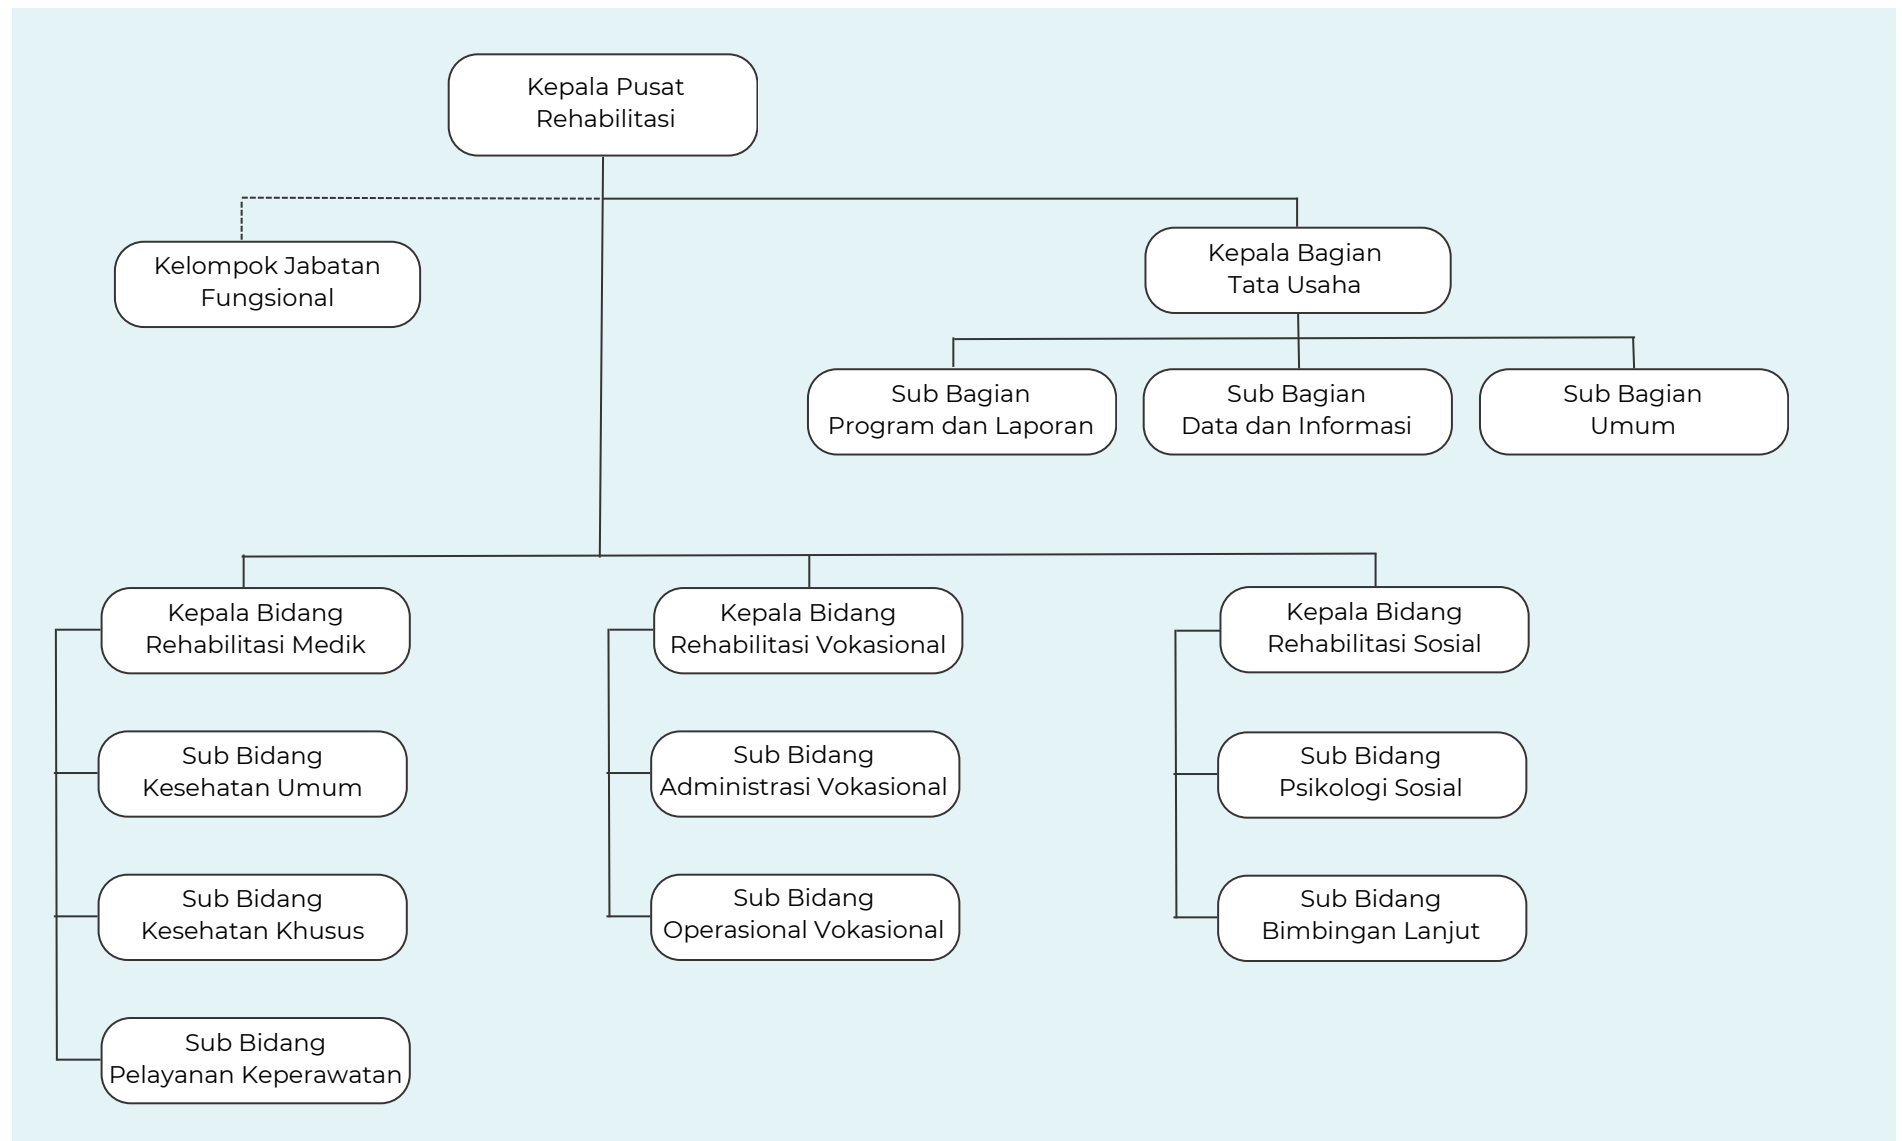 Kepala Pusat
Rehabilitasi
Kelompok Jabatan
Fungsional
Kepala Bagian
Tata Usaha
Sub Bagian
Program dan Laporan
Sub Bagian
Data dan Informasi
Sub Bagian
Umum
Kepala Bidang
Rehabilitasi Medik
Kepala Bidang
Rehabilitasi Vokasional
Kepala Bidang
Rehabilitasi Sosial
Sub Bidang
Kesehatan Umum
Sub Bidang
Administrasi Vokasional
Sub Bidang
Psikologi Sosial
Sub Bidang
Kesehatan Khusus
Sub Bidang
Operasional Vokasional
Sub Bidang
Bimbingan Lanjut
Sub Bidang
Pelayanan Keperawatan